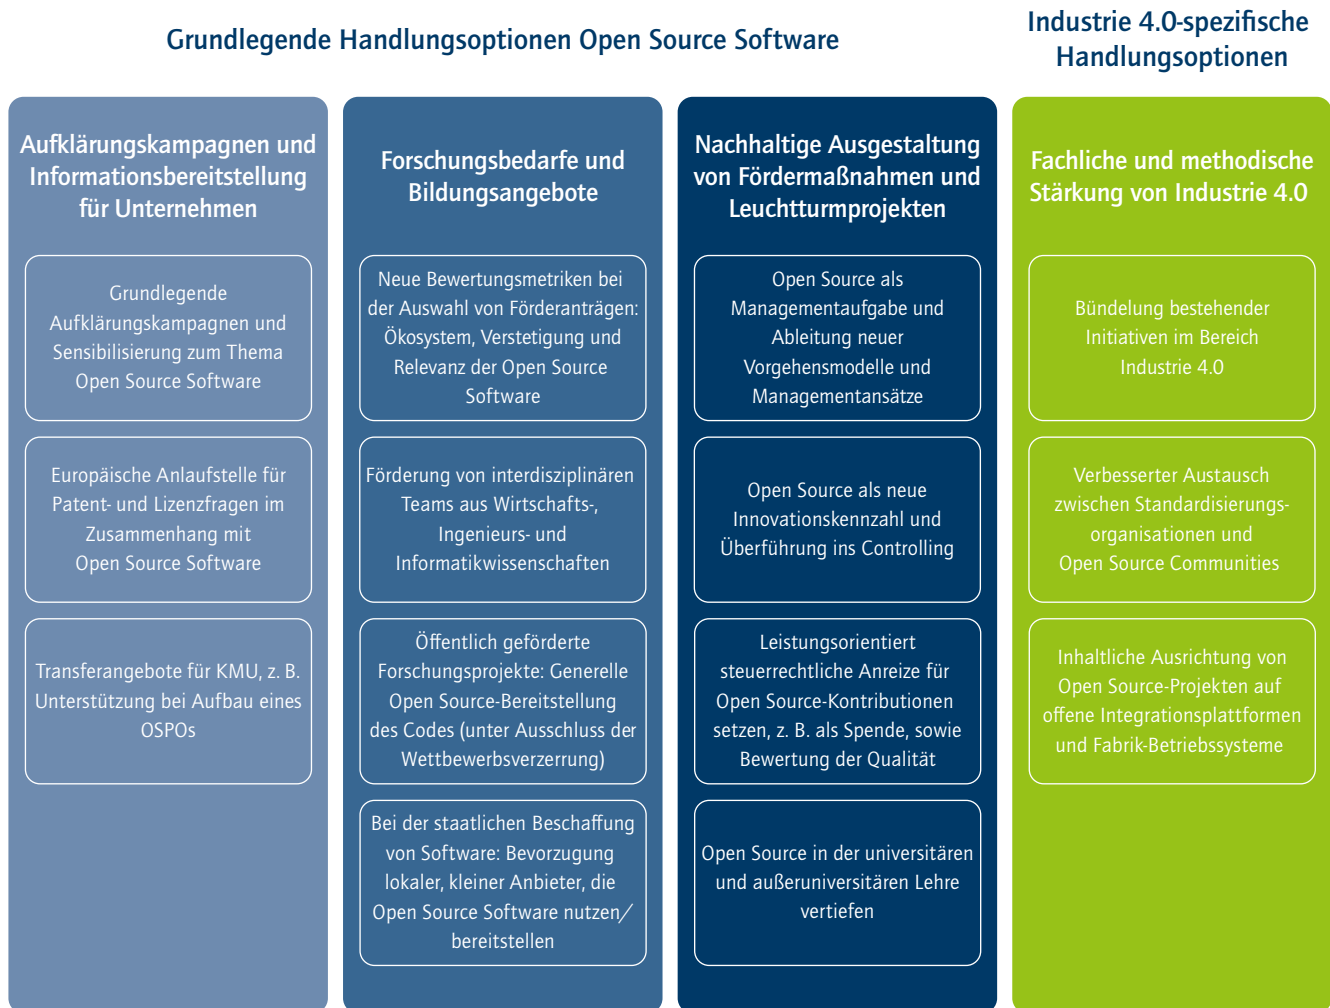 Grundlegende Handlungsoptionen Open Source Software
Industrie 4.0-spezifische
Handlungsoptionen
Aufklärungskampagnen und
Informationsbereitstellung
für Unternehmen
Grundlegende
Aufklärungskampagnen und
Sensibilisierung zum Thema
Open Source Software
Europäische Anlaufstelle für
Patent- und Lizenzfragen im
Zusammenhang mit
Open Source Software
Transferangebote für KMU, z. B.
Unterstützung bei Aufbau eines
OSPOs
Forschungsbedarfe und
Bildungsangebote
Neue Bewertungsmetriken bei
der Auswahl von Förderanträgen:
Ökosystem, Verstetigung und
Relevanz der Open Source
Software
Förderung von interdisziplinären
Teams aus Wirtschafts-,
Ingenieurs- und
Informatikwissenschaften
Öffentlich geförderte
Forschungsprojekte: Generelle
Open Source-Bereitstellung
des Codes (unter Ausschluss der
Wettbewerbsverzerrung)
Bei der staatlichen Beschaffung
von Software: Bevorzugung
lokaler, kleiner Anbieter, die
Open Source Software nutzen/
bereitstellen
Nachhaltige Ausgestaltung
von Fördermaßnahmen und
Leuchtturmprojekten
Open Source als
Managementaufgabe und
Ableitung neuer
Vorgehensmodelle und
Managementansätze
Open Source als neue
Innovationskennzahl und
Überführung ins Controlling
Leistungsorientiert
steuerrechtliche Anreize für
Open Source-Kontributionen
setzen, z. B. als Spende, sowie
Bewertung der Qualität
Open Source in der universitären
und außeruniversitären Lehre
vertiefen
Fachliche und methodische
Stärkung von Industrie 4.0
Bündelung bestehender
Initiativen im Bereich
Industrie 4.0
Verbesserter Austausch
zwischen Standardisierungs-
organisationen und
Open Source Communities
Inhaltliche Ausrichtung von
Open Source-Projekten auf
offene Integrationsplattformen
und Fabrik-Betriebssysteme